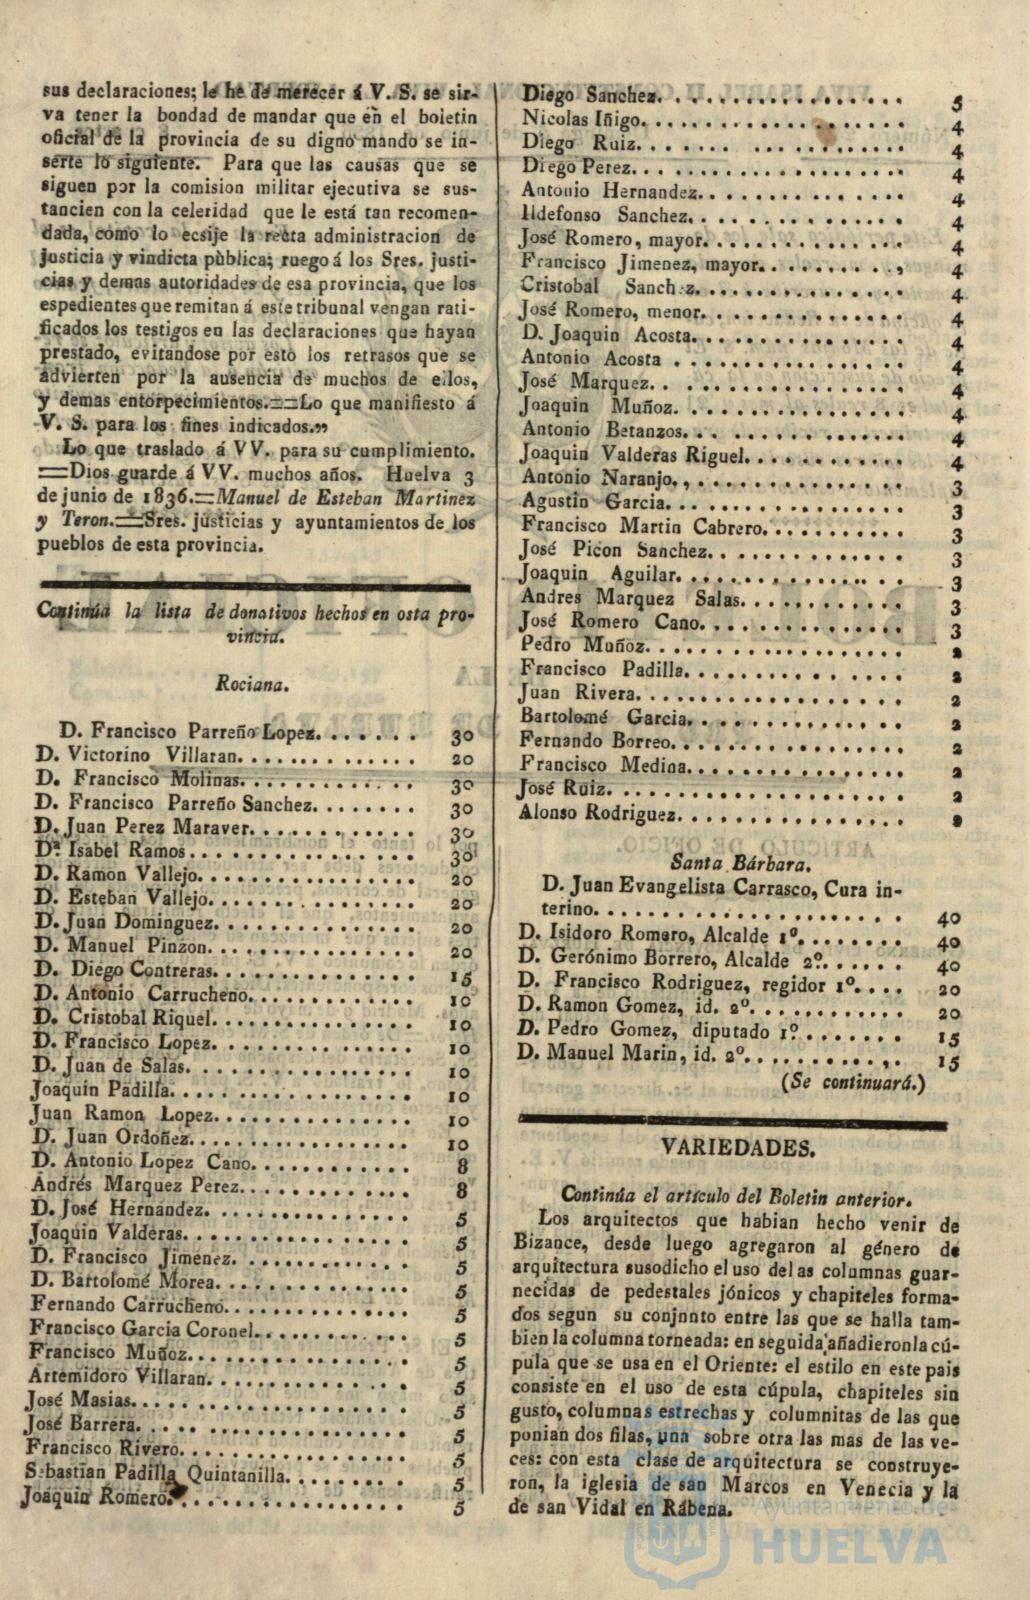 sus declaraciones; le he de merecer á V. S. se sir-
va tener la bondad de mandar que en el boletin
oficial de la provincia de su digno mando se in-
serte lo siguiente. Para que las causas que se
siguen por la comision militar ejecutiva se sus-
tancien con la celeridad que le está tan recomen-
dada, como lo ecsije la recta administracion de
justicia y vindicta pùblica; ruego á los Sres. justi-
cias y demas autoridades de esa provincia, que los
espedientes que remitan á este tribunal vengan rati-
ficados los testigos en las declaraciones que hayan
prestado, evitandose por esto los retrasos que se
advierten por la ausencia de muchos de ellos,
y demas entorpecimientos.==Lo que manifiesto á
V. S. para los fines indicados.»
Lo que traslado á VV. para su cumplimiento.
==Dios guarde á VV. muchos años. Huelva 3
de junio de 1836.==Manuel de Esteban Martinez
y Teron.==Sres. justicias y ayuntamientos de los
pueblos de esta provincia.
Continúa la lista de donativos hechos en osta pro-
vincia.
Rociana.
D. Francisco Parreño Lopez. . . . . . . 30
D. Victorino Villaran. . . . . . . . . . . . . 20
D. Francisco Molinas. . . . . . . . . . . . 30
D. Francisco Parreño Sanchez. . . . . . . . 30
D. Juan Perez Maraver. . . . . . . . . . . . 30
Dª. Isabel Ramos . . . . . . . . . . . . . . . 30
D. Ramon Vallejo. . . . . . . . . . . . . . . 20
D. Esteban Vallejo. . . . . . . . . . . . . . 20
D. Juan Dominguez. . . . . . . . . . . . . . 20
D. Manuel Pinzon. . . . . . . . . . . . . . . 20
D. Diego Contreras. . . . . . . . . . . . . . 15
D. Antonio Carrucheno. . . . . . . . . . . . 10
D. Cristobal Riquel. . . . . . . . . . . . . . 10
D. Francisco Lopez. . . . . . . . . . . . . . 10
D. Juan de Salas. . . . . . . . . . . . . . . 10
Joaquin Padilla. . . . . . . . . . . . . . . . 10
Juan Ramon Lopez. . . . . . . . . . . . . . 10
D. Juan Ordoñez. . . . . . . . . . . . . . . 10
D. Antonio Lopez Cano. . . . . . . . . . . . 8
Andrés Marquez Perez. . . . . . . . . . . . 8
D. José Hernandez. . . . . . . . . . . . . . 5
Joaquin Valderas. . . . . . . . . . . . . . . 5
D. Francisco Jimenez. . . . . . . . . . . . . 5
D. Bartolomé Morea. . . . . . . . . . . . . 5
Fernando Carrucheno. . . . . . . . . . . . . 5
Francisco Garcia Coronel. . . . . . . . . . . 5
Francisco Muñoz. . . . . . . . . . . . . . . 5
Artemidoro Villaran. . . . . . . . . . . . . . 5
José Masias. . . . . . . . . . . . . . . . . . 5
José Barrera. . . . . . . . . . . . . . . . . 5
Francisco Rivero. . . . . . . . . . . . . . . 5
Sebastian Padilla Quintanilla. . . . . . . . . 5
Joaquin Romero. . . . . . . . . . . . . . . 5
Diego Sanchez. . . . . . . . . . . . . . . . 5
Nicolas Iñigo. . . . . . . . . . . . . . . . . 4
Diego Ruiz. . . . . . . . . . . . . . . . . . 4
Diego Perez. . . . . . . . . . . . . . . . . . 4
Antonio Hernandez. . . . . . . . . . . . . . 4
Ildefonso Sanchez. . . . . . . . . . . . . . . 4
José Romero, mayor. . . . . . . . . . . . . 4
Francisco Jimenez, mayor. . . . . . . . . , 4
Cristobal Sanchez. . . . . . . . . . . . . . . 4
José Romero, menor. . . . . . . . . . . . . 4
D. Joaquin Acosta. . . . . . . . . . . . . . 4
Antonio Acosta . . . . . . . . . . . . . . . 4
José Marquez. . . . . . . . . . . . . . . . . 4
Joaquin Muñoz. . . . . . . . . . . . . . . . 4
Antonio Betanzos. . . . . . . . . . . . . . . 4
Joaquin Valderas Riguel. . . . . . . . . . . 4
Antonio Naranjo. , . . . . . . . . . . . . . 3
Agustin Garcia. . . . . . . . . . . . . . . . 3
Francisco Martin Cabrero. . . . . . . . . . . 3
José Picon Sanchez. . . . . . . . . . . . . . 3
Joaquin Aguilar. . . . . . . . . . . . . . . . 3
Andres Marquez Salas. . . . . . . . . . . . 3
José Romero Cano. . . . . . . . . . . . . . 3
Pedro Muñoz. . . . . . . . . . . . . . . . . 2
Francisco Padilla. . . . . . . . . . . . . . . 2
Juan Rivera. . . . . . . . . . . . . . . . . . 2
Bartolomé Garcia. . . . . . . . . . . . . . . 2
Fernando Borreo. . . . . . . . . . . . . . . 2
Francisco Medina. . . . . . . . . . . . . . . 2
José Ruiz. . . . . . . . . . . . . . . . . . . 2
Alonso Rodriguez. . . . . . . . . . . . . . . 2
Santa Bárbara.
D. Juan Evangelista Carrasco, Cura in-
terino. . . . . . . . . . . . . . . . . . . . 40
D. Isidoro Romero, Alcalde 1º. . . . . . . . 40
D. Gerónimo Borrero, Alcalde 2º. . . . . . 40
D. Francisco Rodriguez, regidor 1º. . . . 20
D. Ramon Gomez, id. 2º. . . . . . . . . . . 20
D. Pedro Gomez, diputado 1º . . . . . . . 15
D. Manuel Marin, id. 2º. . . . . . . . . , . 15
(Se continuará.)
VARIEDADES.
Continúa el artículo del Boletin anterior.
Los arquitectos que habian hecho venir de
Bizance, desde luego agregaron al género de
arquitectura susodicho el uso del as columnas guar-
necidas de pedestales jónicos y chapiteles forma-
dos segun su conjnnto entre las que se halla tam-
bien la columna torneada: en seguida añadieron la cú-
pula que se usa en el Oriente: el estilo en este pais
consiste en el uso de esta cúpula, chapiteles sin
gusto, columnas estrechas y columnitas de las que
ponian dos filas, una sobre otra las mas de las ve-
ces: con esta clase de arquitectura se construye-
ron, la iglesia de san Marcos en Venecia y la
de san Vidal en Rábena.
Ayuntamiento de
HUELVA